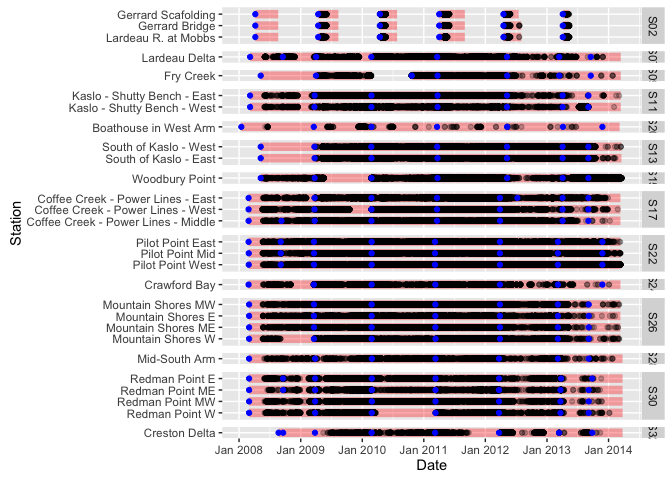 Gerrard Scafolding
Gerrard Bridge
Lardeau R. at Mobbs
S02
Lardeau Delta
Fry Creek
Kaslo - Shutty Bench - East
Kaslo - Shutty Bench - West
S11
Boathouse in West Arm
South of Kaslo - West
South of Kaslo - East
S13
Woodbury Point
Coffee Creek - Power Lines - East
Coffee Creek - Power Lines - West
Coffee Creek - Power Lines - Middle
S17
Pilot Point East
Pilot Point Mid
Pilot Point West
S22
Crawford Bay
Mountain Shores MW
Mountain Shores E
Mountain Shores ME
Mountain Shores W
S26
Mid-South Arm
Redman Point E
Redman Point ME
Redman Point MW
Redman Point W
S30
Creston Delta
Station
Jan 2008 Jan 2009 Jan 2010 Jan 2011 Jan 2012 Jan 2013 Jan 2014
Date